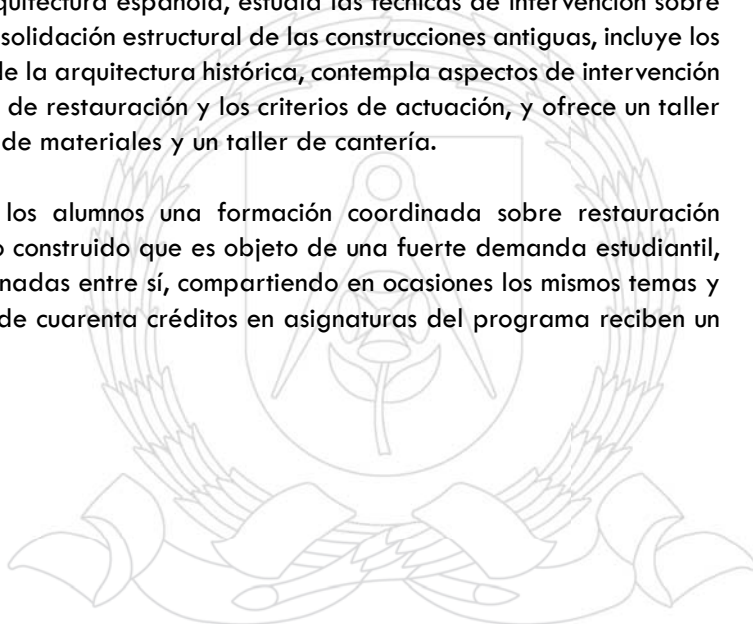 quitectura española, estudia las técnicas de intervención sobre
solidación estructural de las construcciones antiguas, incluye los
de la arquitectura histórica, contempla aspectos de intervención
de restauración y los criterios de actuación, y ofrece un taller
de materiales y un taller de cantería.
los alumnos una formación coordinada sobre restauración
o construido que es objeto de una fuerte demanda estudiantil,
nadas entre sí, compartiendo en ocasiones los mismos temas y
de cuarenta créditos en asignaturas del programa reciben un